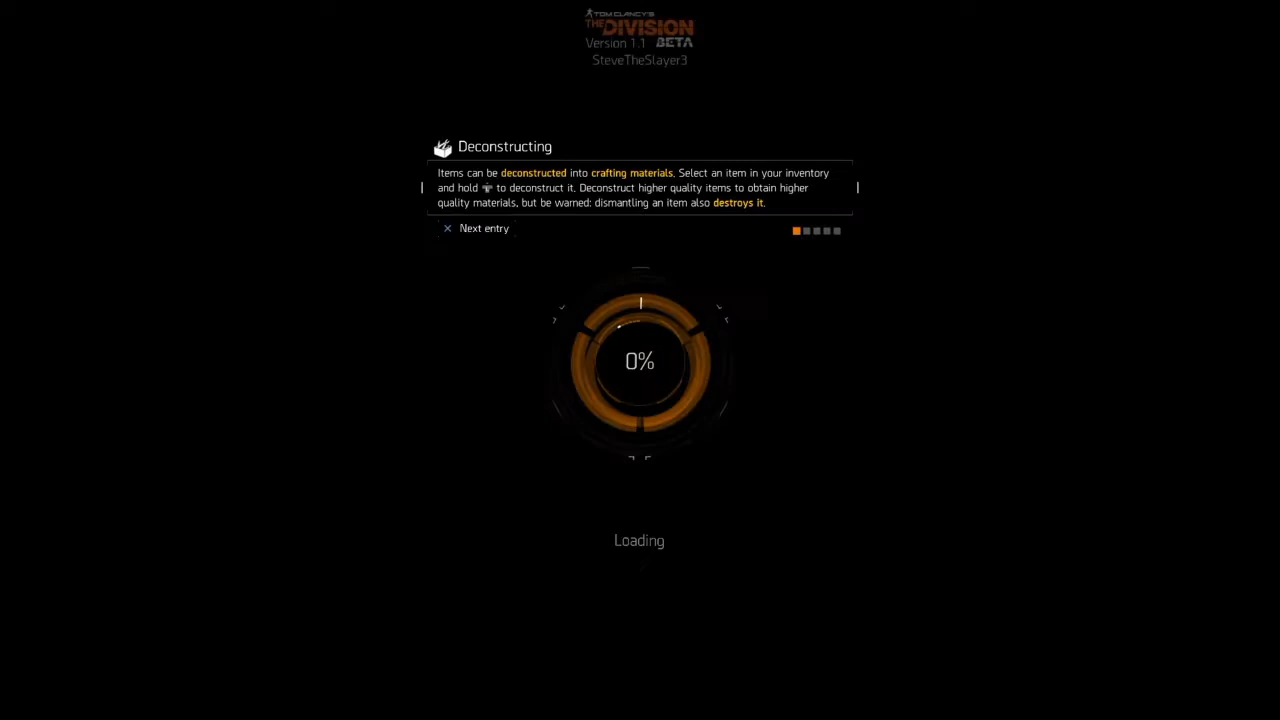 TOM CLANCY'S
THE DIVISION
Version 1.1 BETA
SteveTheSlayer3
Deconstructing
Items can be deconstructed into crafting materials. Select an item in your inventory
and hold to deconstruct it. Deconstruct higher quality items to obtain higher
quality materials, but be warned: dismantling an item also destroys it.
Next entry
0%
Loading